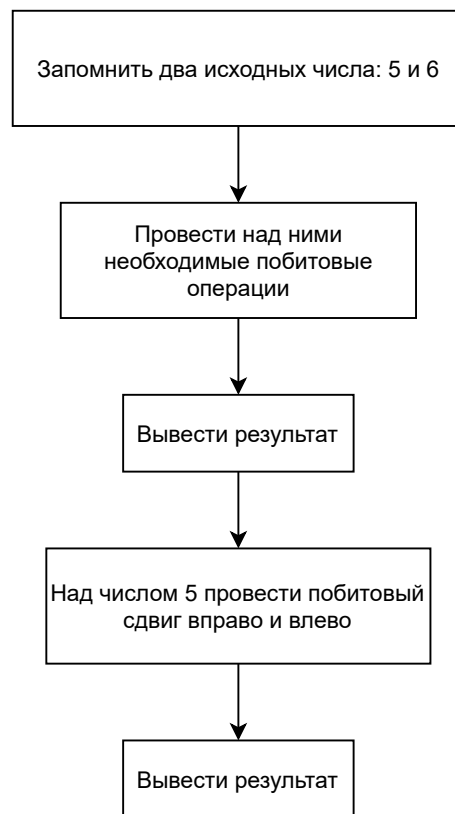 Запомнить два исходных числа: 5 и 6
Провести над ними
необходимые побитовые
операции
Вывести результат
Над числом 5 провести побитовый
сдвиг вправо и влево
Вывести результат